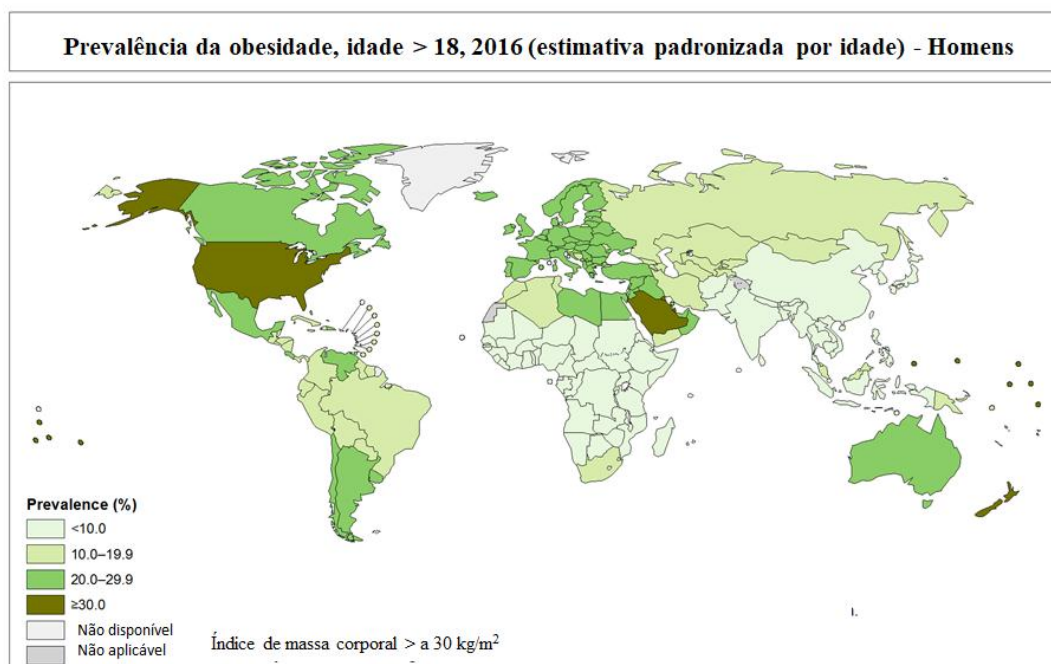 Prevalência da obesidade, idade > 18, 2016 (estimativa padronizada por idade) - Homens
Prevalence (%)
<10.0
10.0–19.9
20.0–29.9
≥30.0
Não disponível
Não aplicável
Índice de massa corporal > a 30 kg/m²